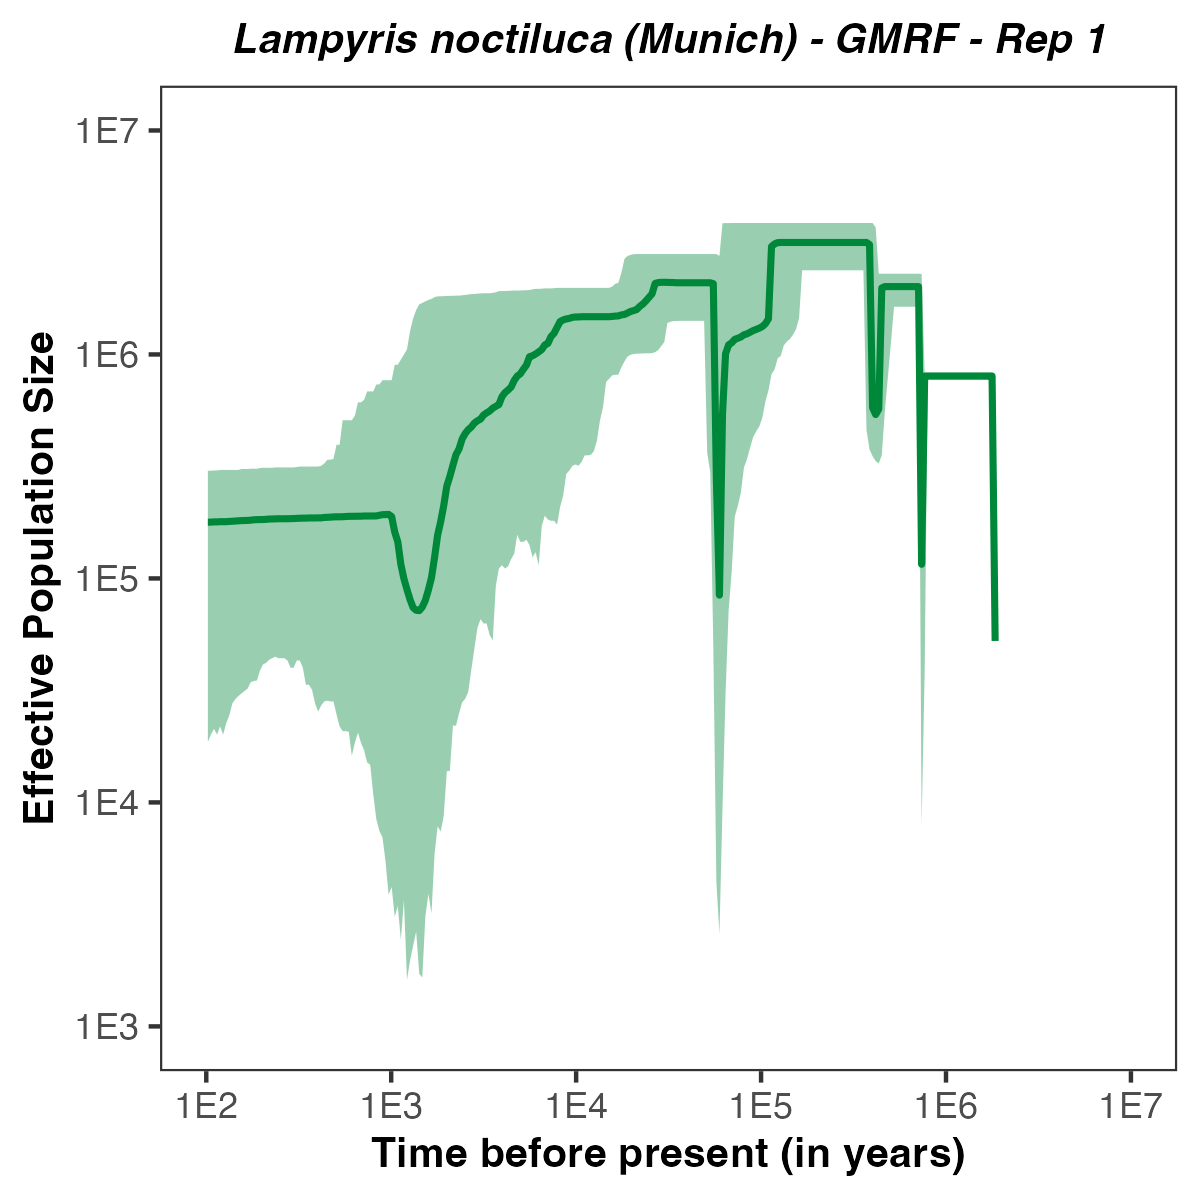 Lampyris noctiluca (Munich) - GMRF - Rep 1
Effective Population Size
1E7
1E6
1E5
1E4
1E3
1E2 1E3 1E4 1E5 1E6 1E7
Time before present (in years)